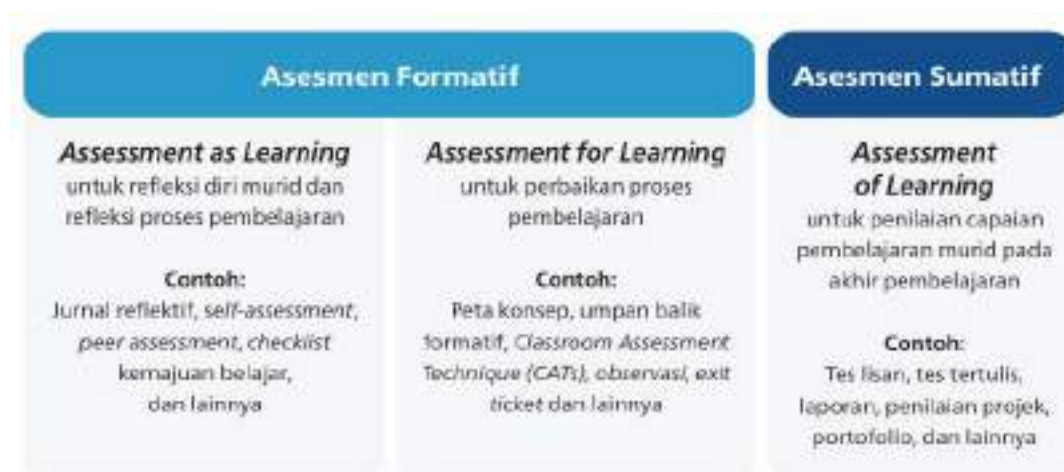 Asesmen Formatif
Assessment as Learning
untuk refleksi diri murid dan
refleksi proses pembelajaran
Contoh:
Jurnal reflektif, self-assessment,
peer assessment, checklist
kemajuan belajar,
dan lainnya
Assessment for Learning
untuk perbaikan proses
pembelajaran
Contoh:
Peta konsep, umpan balik
formatif, Classroom Assessment
Technique (CATs), observasi, exit
ticket dan lainnya
Asesmen Sumatif
Assessment
of Learning
untuk penilaian capaian
pembelajaran murid pada
akhir pembelajaran
Contoh:
Tes lisan, tes tertulis,
laporan, penilaian projek,
portofolio, dan lainnya